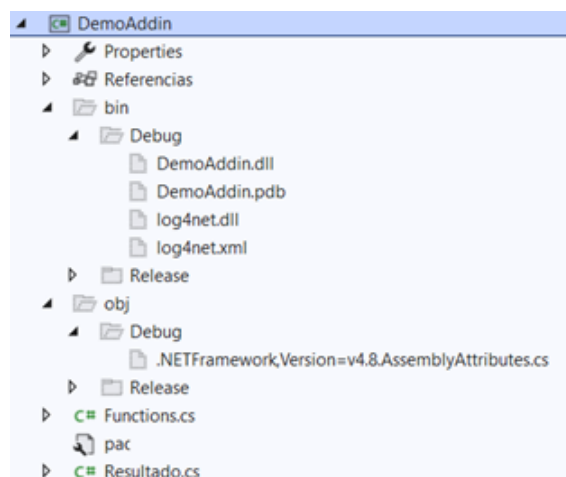 DemoAddin
Properties
Referencias
bin
Debug
DemoAddin.dll
DemoAddin.pdb
log4net.dll
log4net.xml
Release
obj
Debug
.NETFramework,Version=v4.8.AssemblyAttributes.cs
Release
C# Functions.cs
pac
C# Resultado.cs